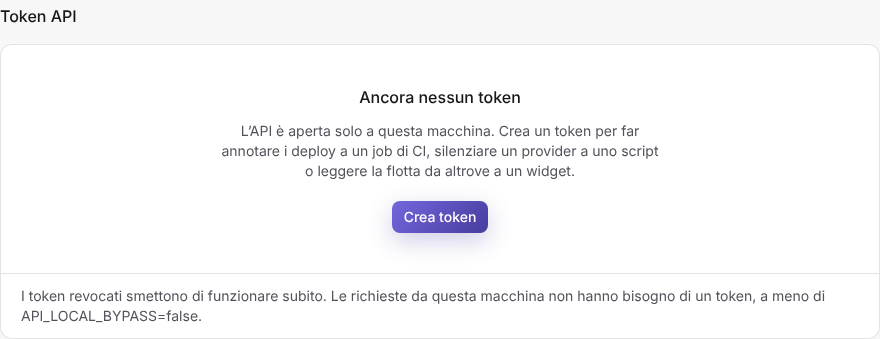 Token API
Ancora nessun token
L’API è aperta solo a questa macchina. Crea un token per far
annotare i deploy a un job di CI, silenziare un provider a uno script
o leggere la flotta da altrove a un widget.
Crea token
I token revocati smettono di funzionare subito. Le richieste da questa macchina non hanno bisogno di un token, a meno di
API_LOCAL_BYPASS=false.